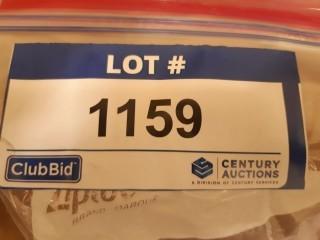 LOT #
1159
ClubBid
CENTURY
AUCTIONS
A DIVISION OF CENTURY SERVICES